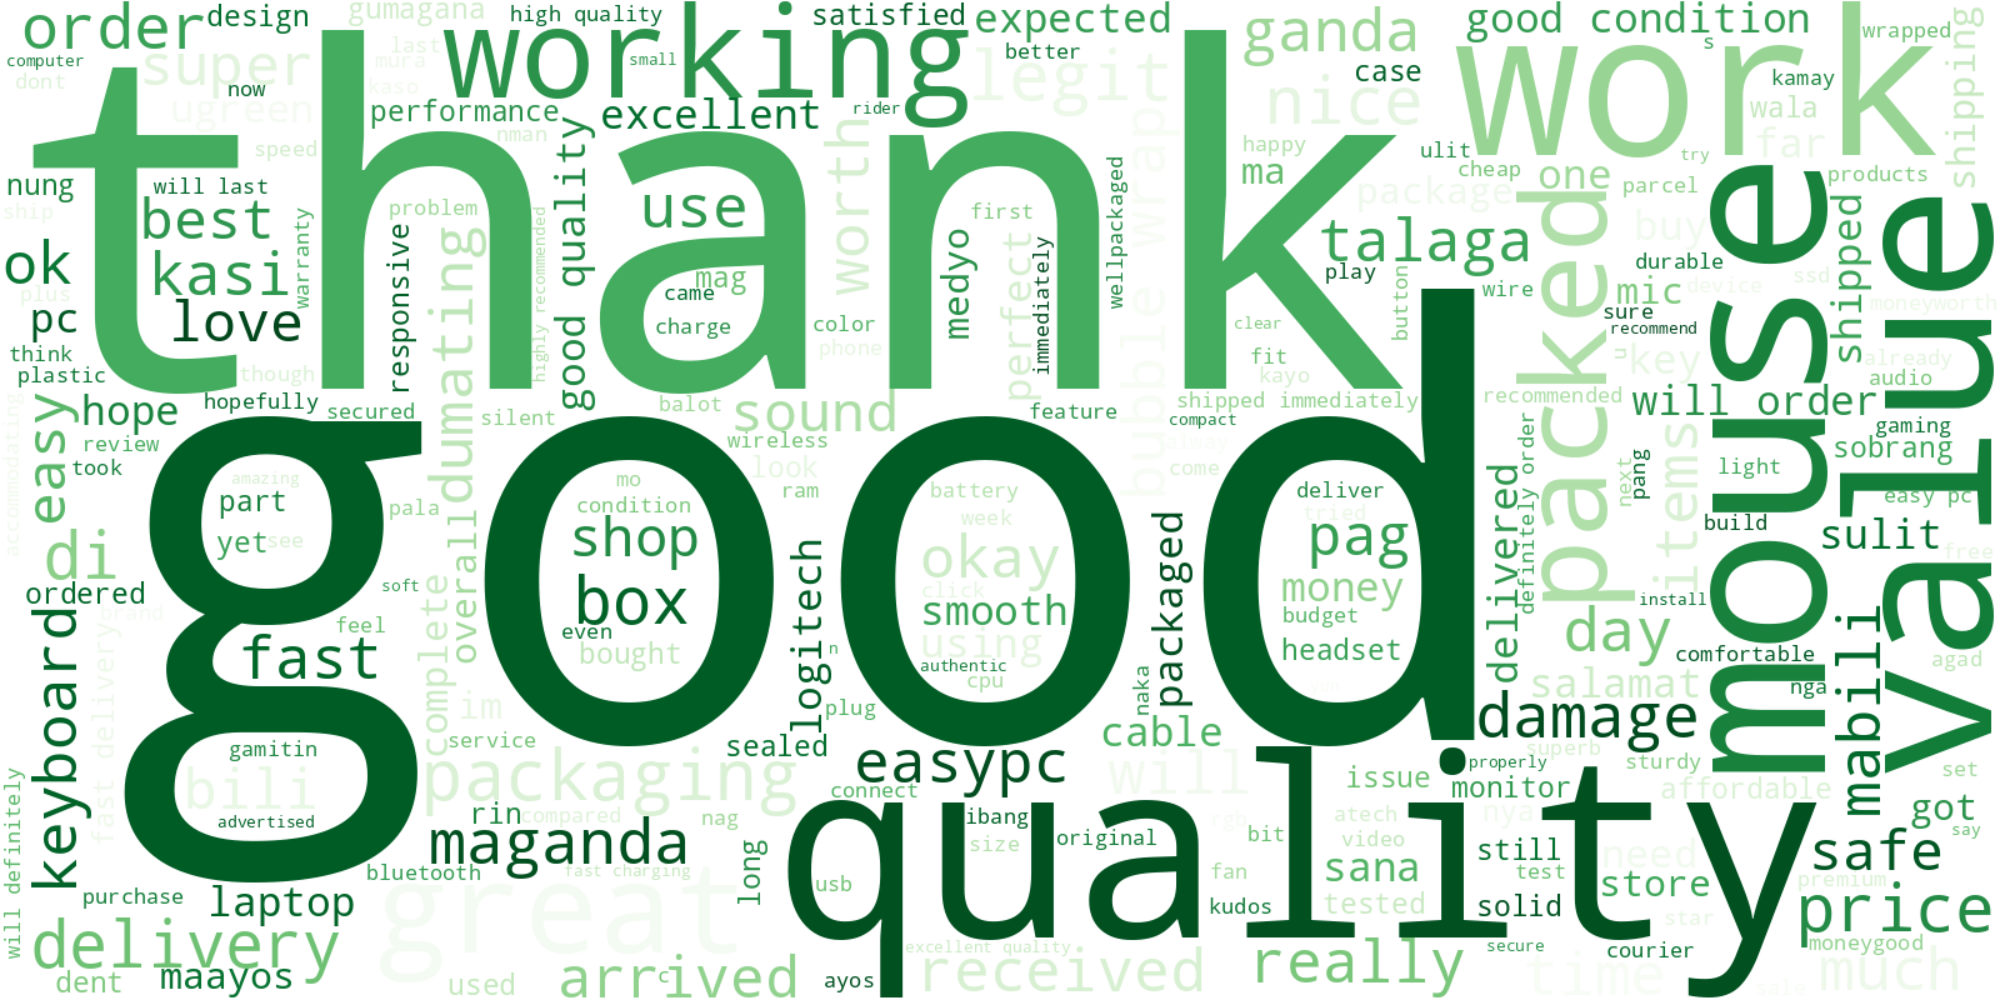 order
design
gumagana
high quality
satisfied
expected
good condition
wrapped
computer
super
last
working
small
better
legit
ganda
case
s
work
kamay
shipping
dont
mura
now
kaso
ugreen
performance
excellent
rider
nice
wala
far
thank
speed
nman
good quality
worth
happy
ulit
try
nung
will last
best
problem
use
first
wellpackaged
bubble wrap
ma
package
cheap
one
parcel
products
ship
warranty
responsive
highly recommended
dumating
medyo
perfect
immediately
talaga
packed
buy
mouse
shipped
value
ok
kasi
mag
came
play
button
wire
durable
mic
device
ssd
plus
love
charge
color
phone
clear
sure
recommend
moneyworth
pc
think
plastic
though
fit
kayo
u
key
already
audio
easy
hope
hopefully
secured
silent
balot
sound
feature
shipped immediately
compact
recommended
will order
gaming
review
took
wireless
look
alway
come
definitely order
items
sobrang
accommodating
good
amazing
part
yet
see
pala
mo
condition
shop
ram
battery
week
okay
deliver
tried
pag
delivered
next
pang
light
easy pc
build
sulit
di
ordered
soft
box
click
smooth
money
budget
install
free
keyboard
brand
fast delivery
fast
feel
complete
overall
even
bought
logitech
n
using
authentic
cpu
packaged
headset
day
comfortable
mabili
agad
im
plug
naka
salamat
nga
damage
service
sealed
cable
superb
gamitin
bili
packaging
easypc
will
issue
properly
monitor
sturdy
set
advertised
rin
compared
nag
connect
ibang
quality
rgb
bit
atech
nya
affordable
got
say
will definitely
maganda
long
size
original
video
still
need
safe
bluetooth
fast charging
usb
fan
sana
test
store
premium
purchase
laptop
great
kudos
tested
solid
star
price
delivery
excellent quality
really
secure
courier
moneygood
dent
maayos
used
arrived
c
ayos
received
time
sale
much